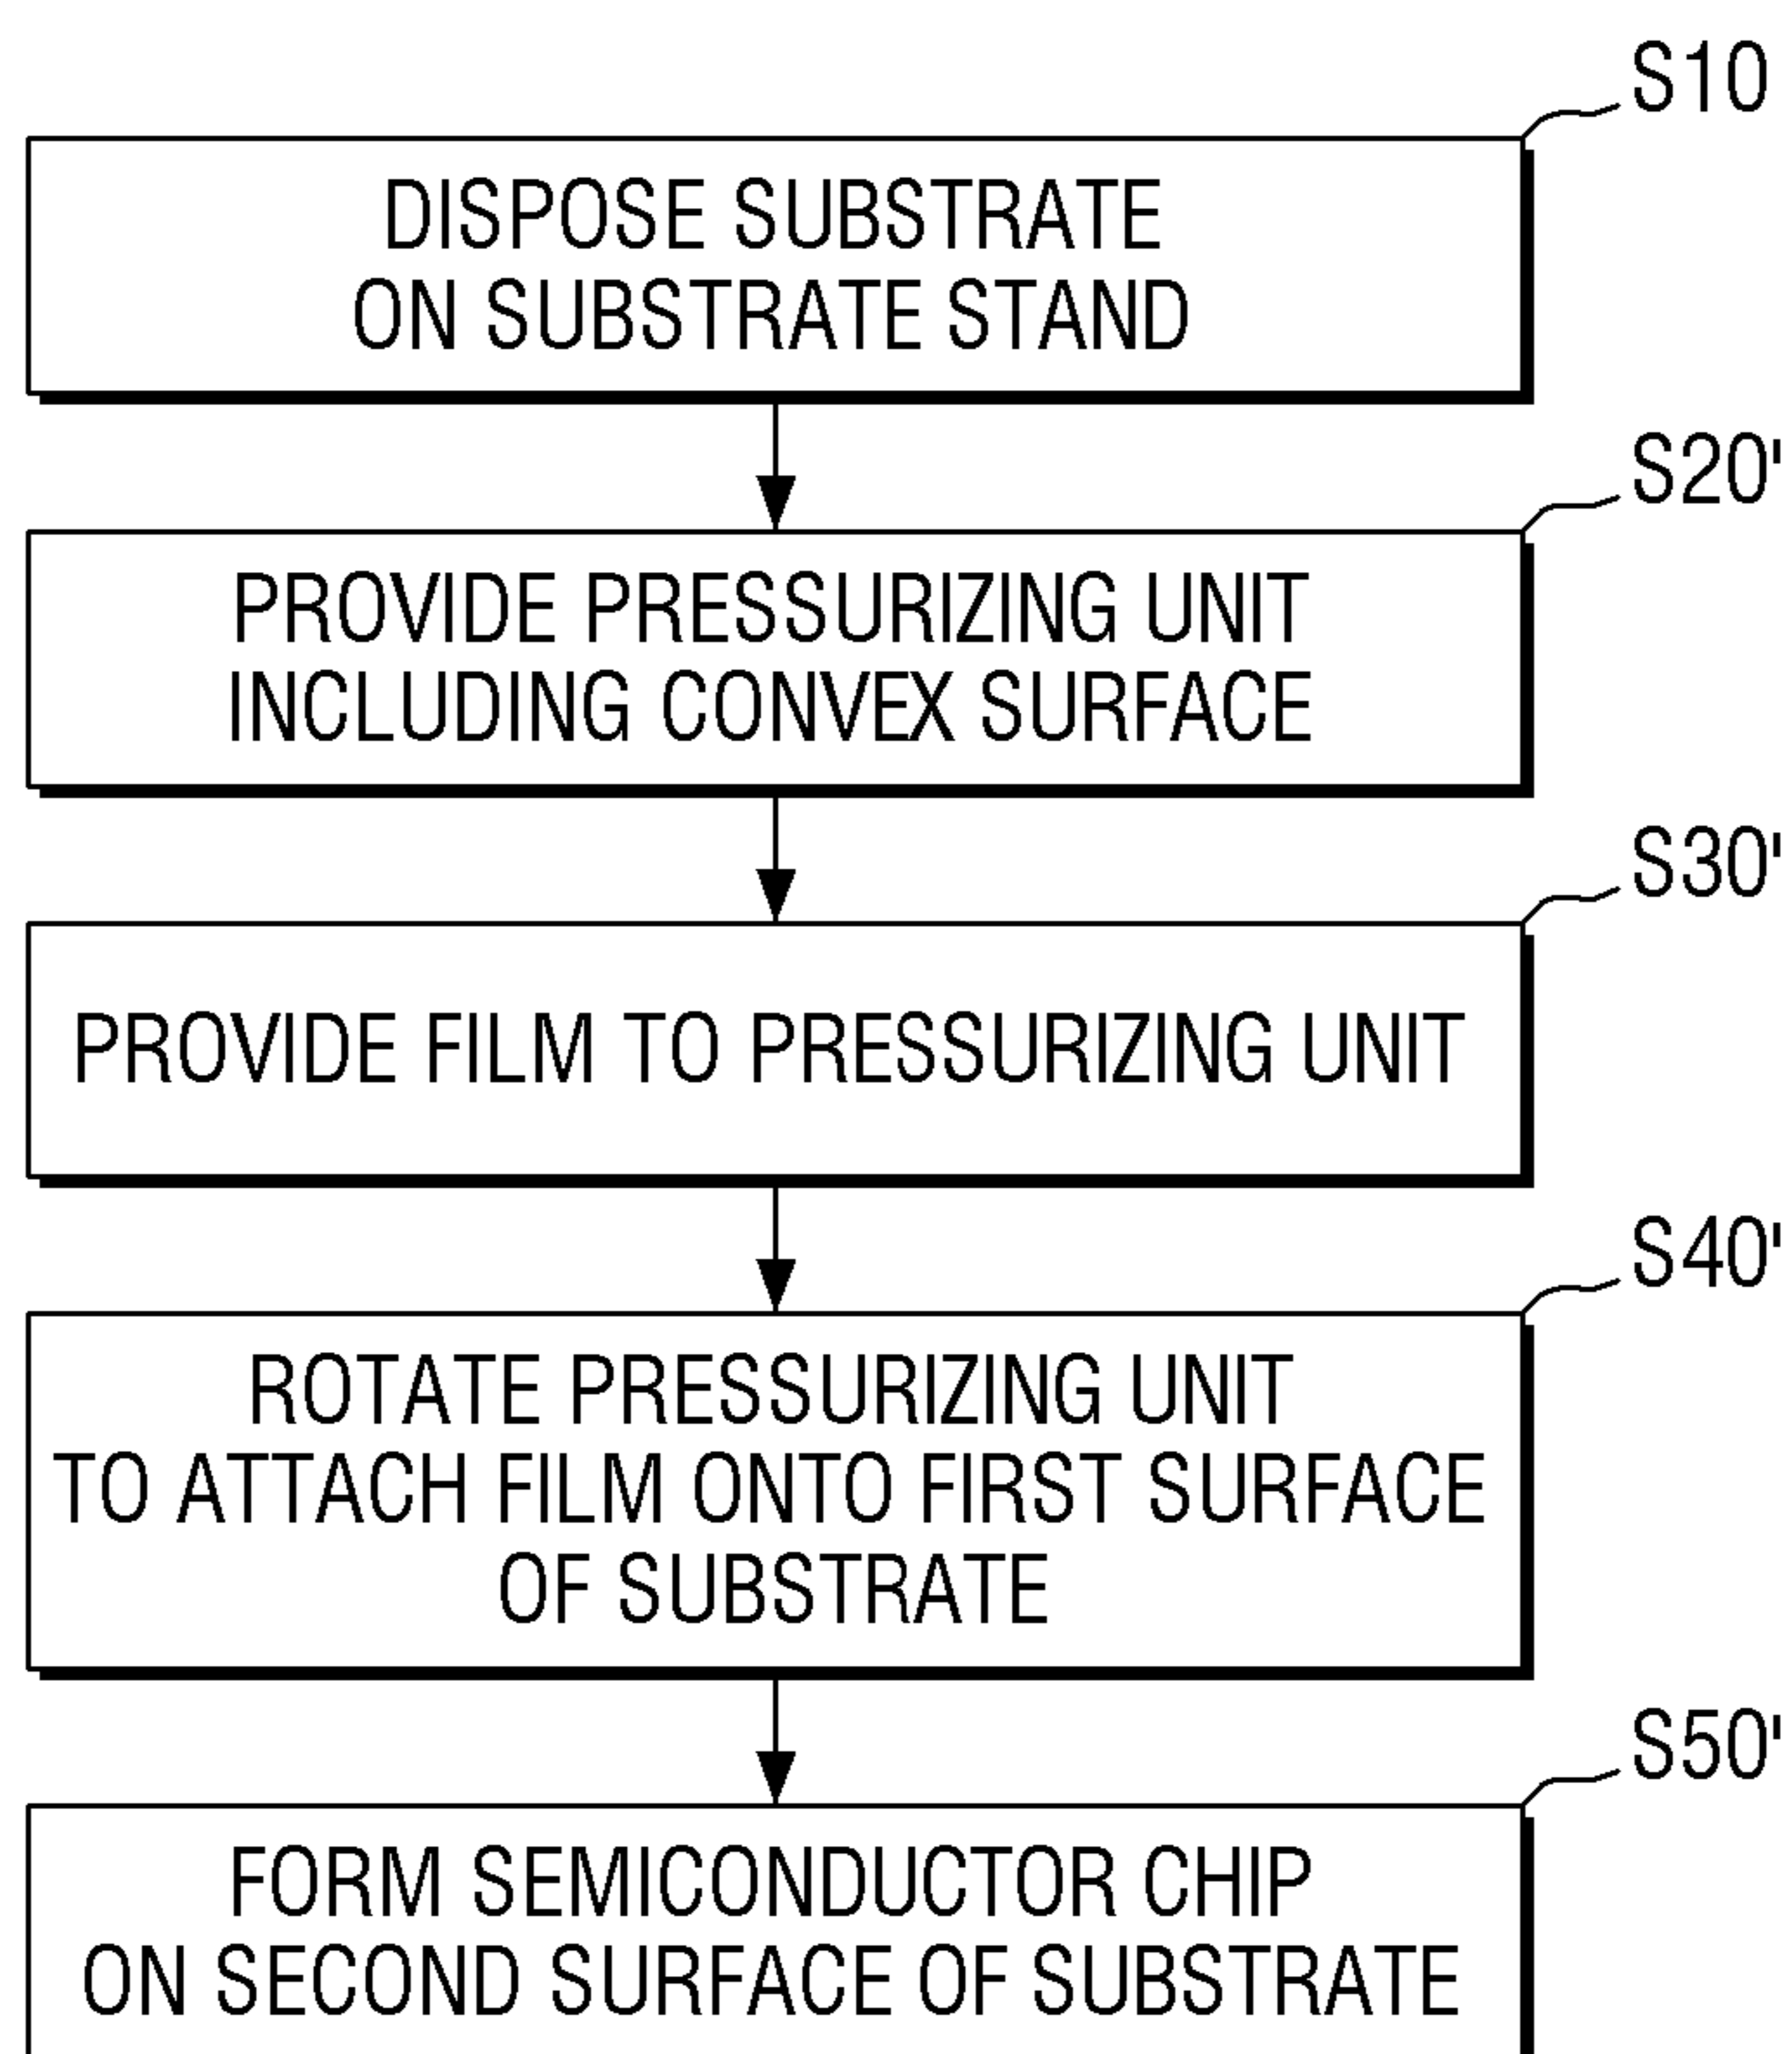 S10
DISPOSE SUBSTRATE
ON SUBSTRATE STAND
S20'
PROVIDE PRESSURIZING UNIT
INCLUDING CONVEX SURFACE
S30'
PROVIDE FILM TO PRESSURIZING UNIT
S40'
ROTATE PRESSURIZING UNIT
TO ATTACH FILM ONTO FIRST SURFACE
OF SUBSTRATE
S50'
FORM SEMICONDUCTOR CHIP
ON SECOND SURFACE OF SUBSTRATE